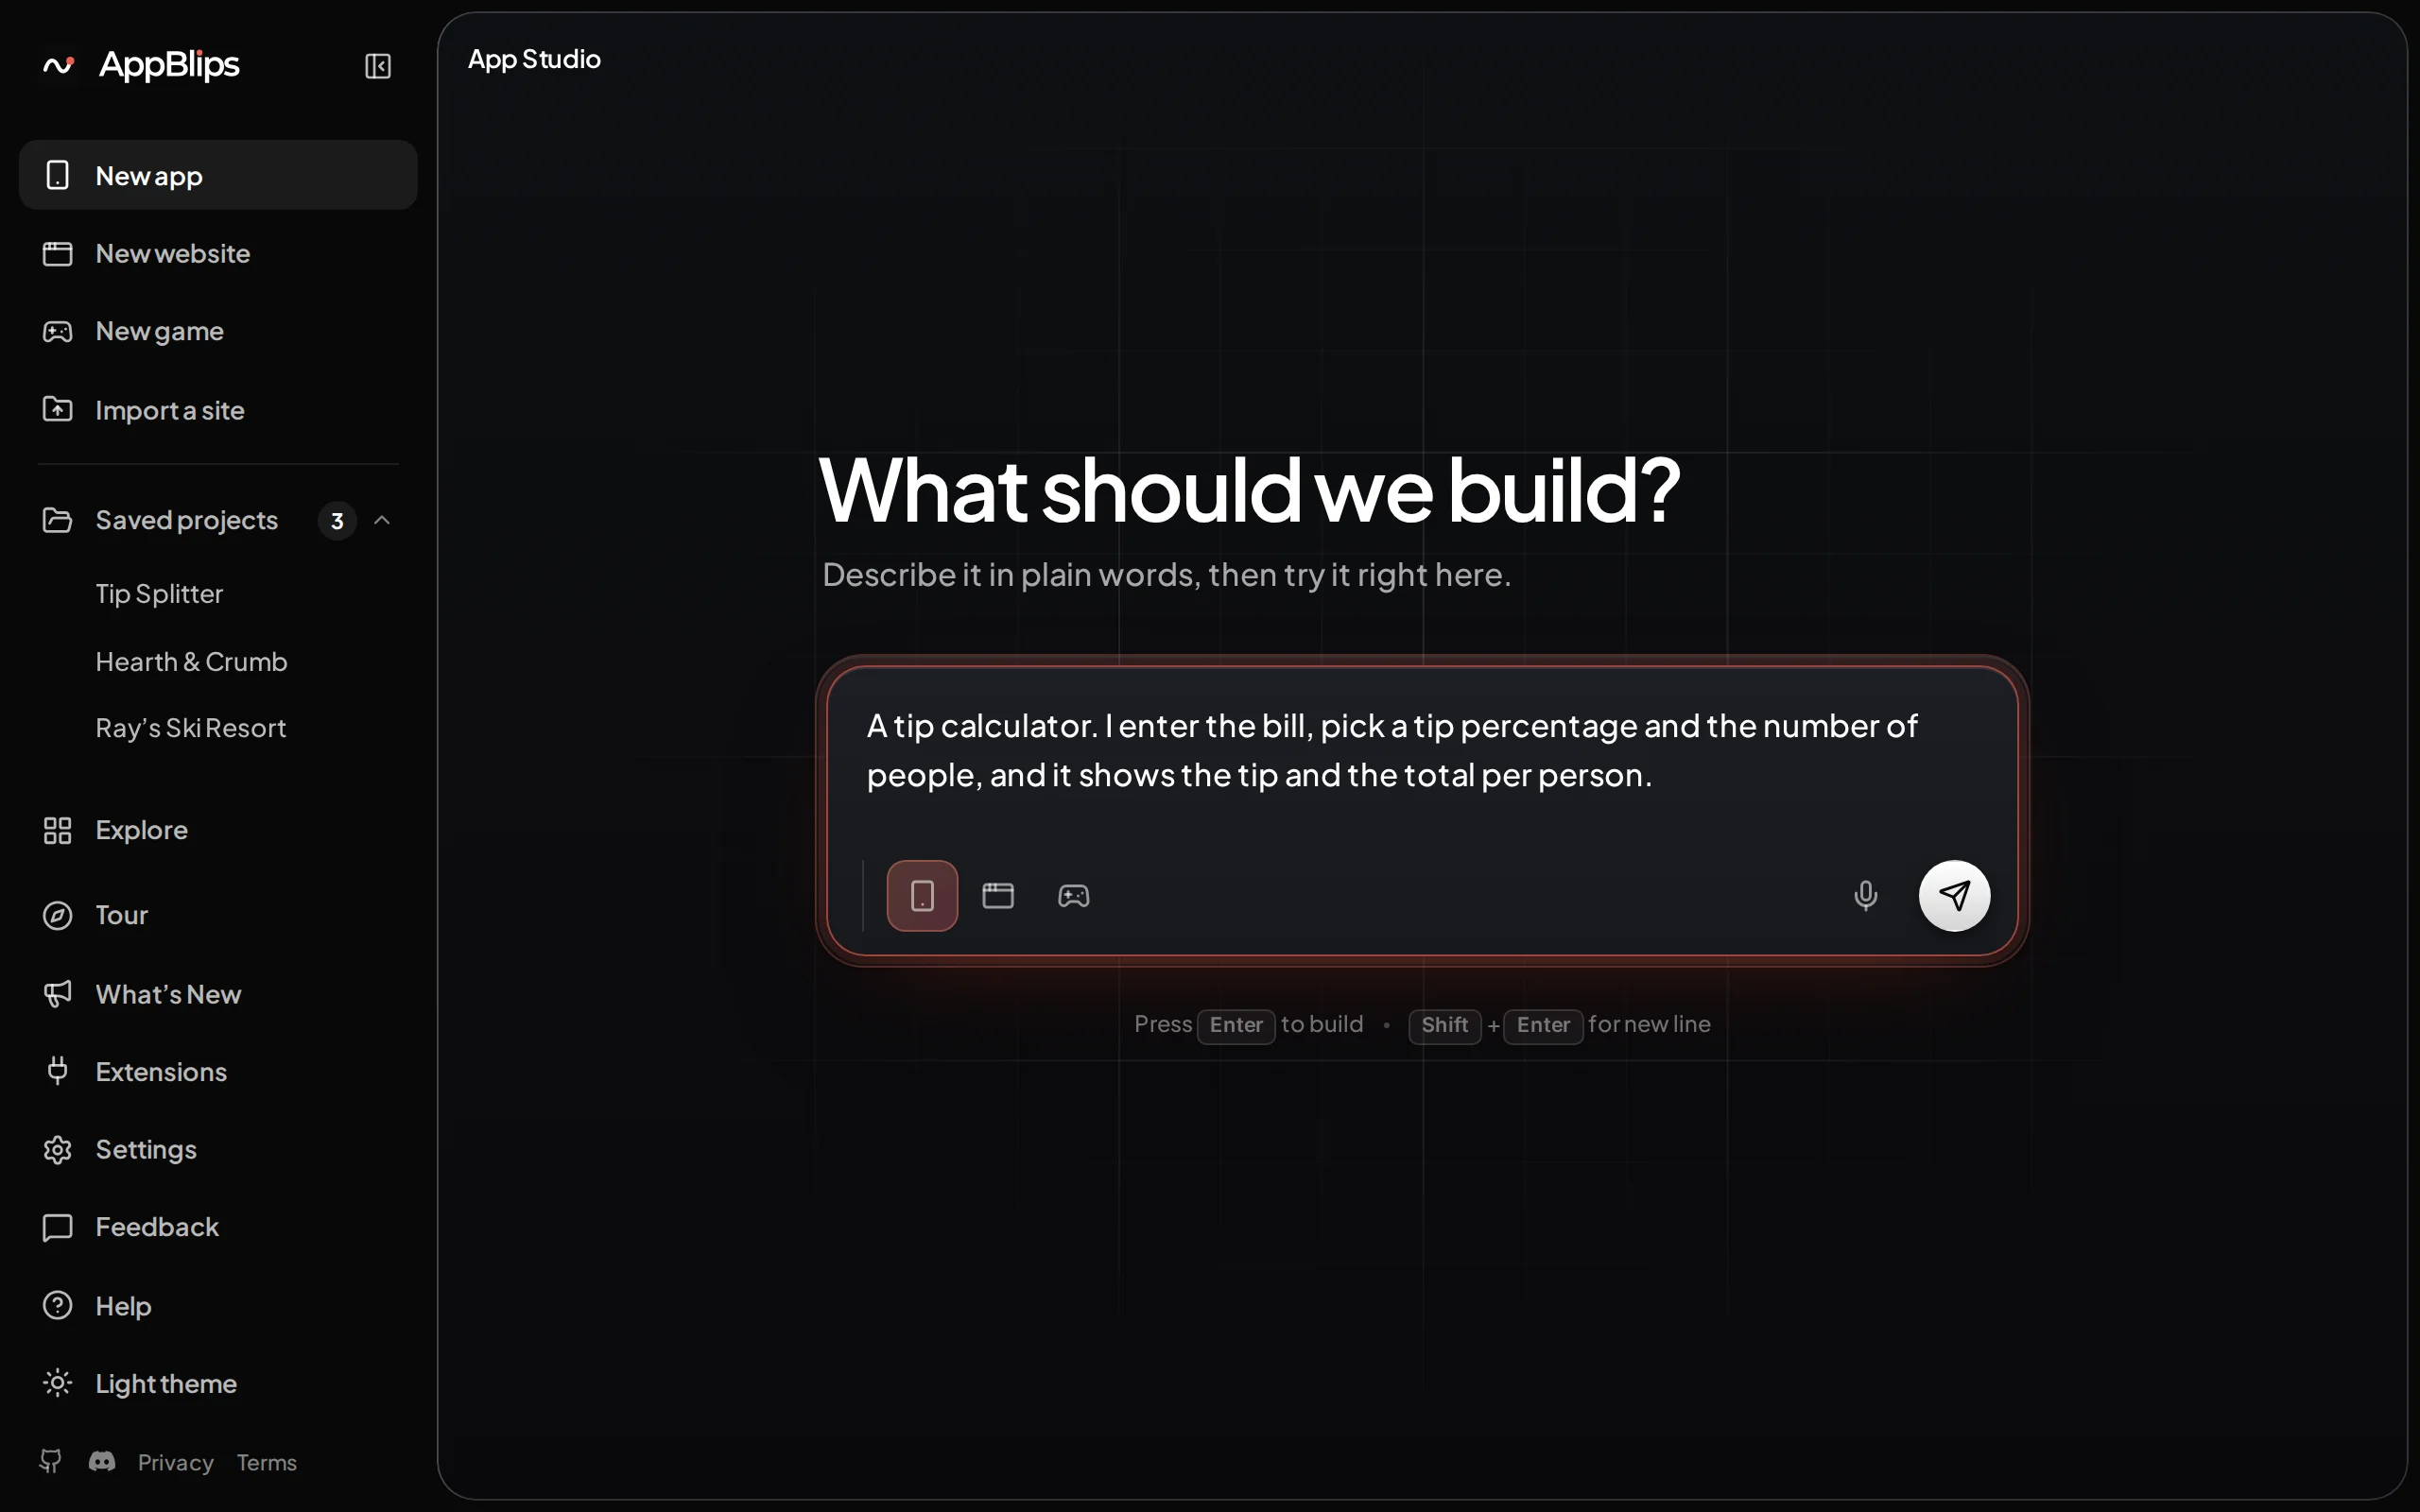 AppBlips
New app
New website
New game
Import a site
Saved projects 3
Tip Splitter
Hearth & Crumb
Ray’s Ski Resort
Explore
Tour
What’s New
Extensions
Settings
Feedback
Help
Light theme
Privacy Terms
App Studio
What should we build?
Describe it in plain words, then try it right here.
A tip calculator. I enter the bill, pick a tip percentage and the number of
people, and it shows the tip and the total per person.
Press Enter to build • Shift + Enter for new line